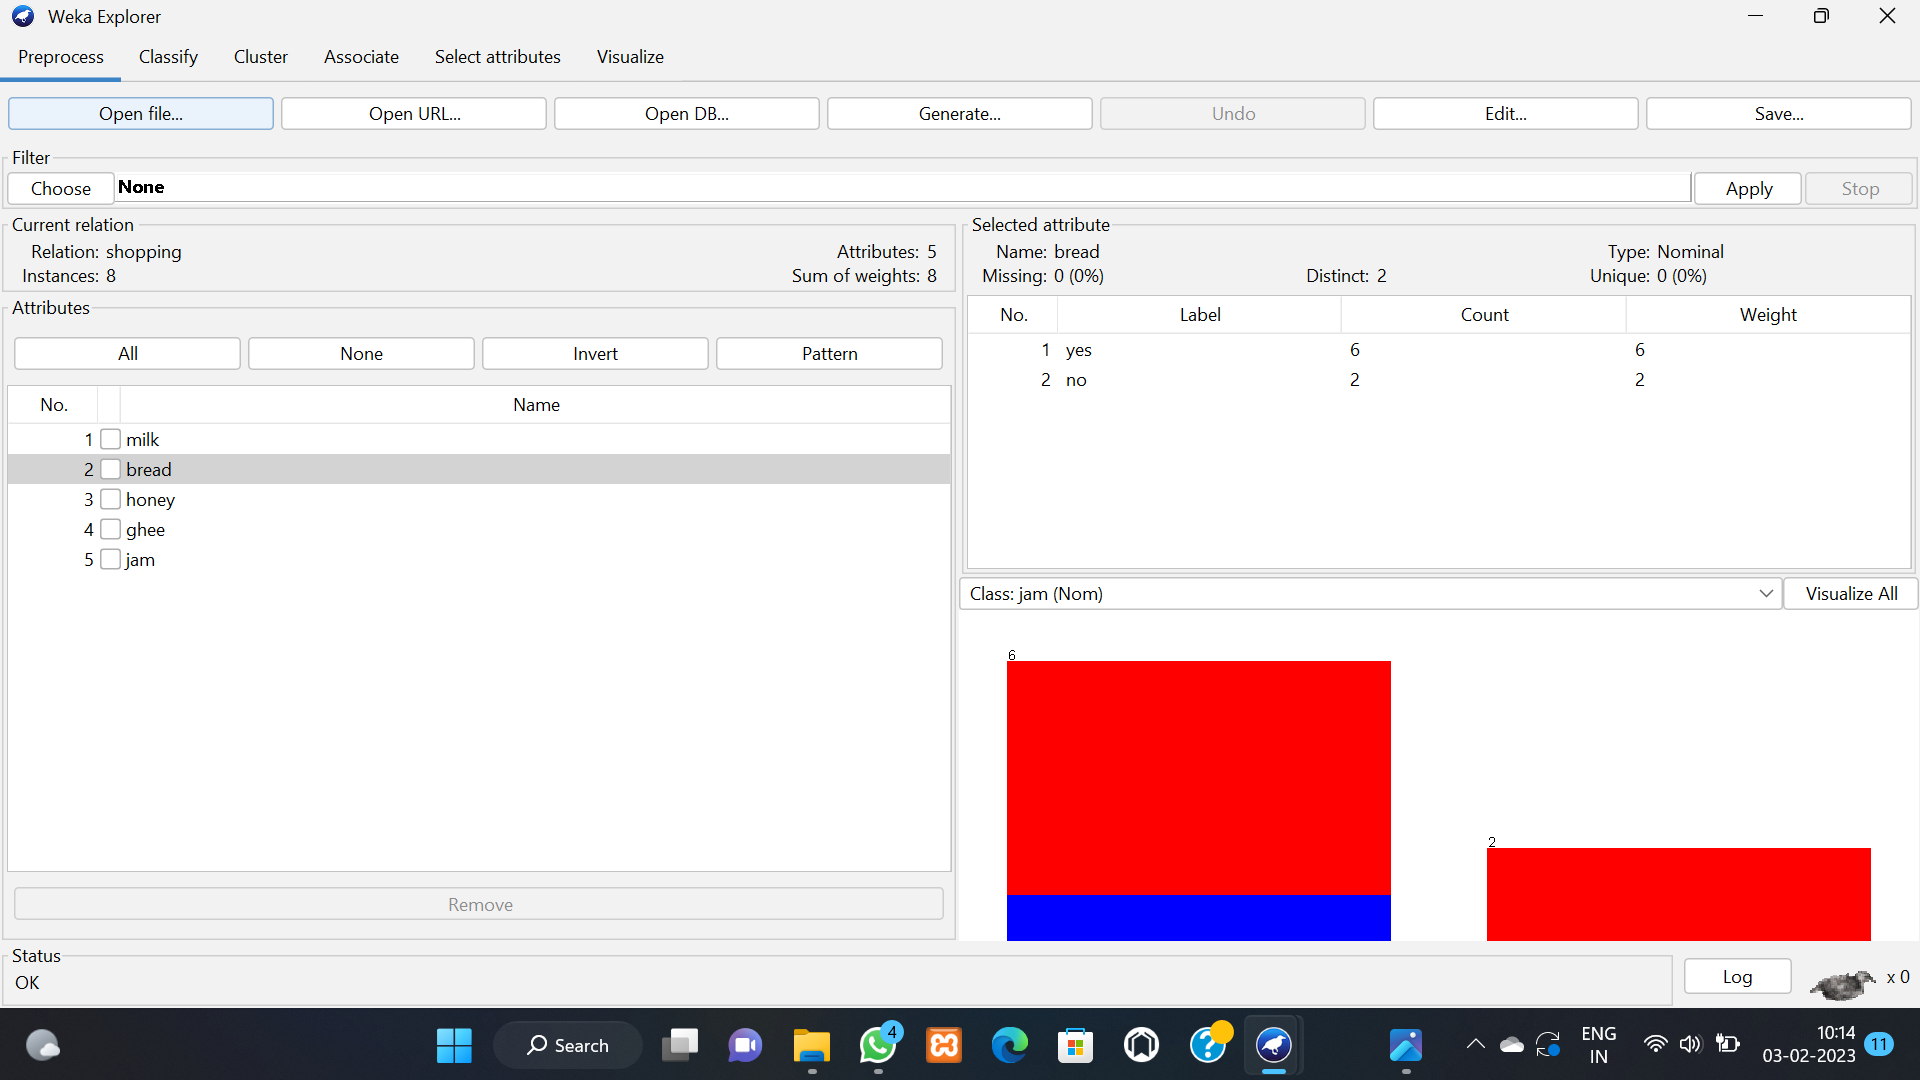 Weka Explorer
Preprocess Classify Cluster Associate Select attributes Visualize
Open file... Open URL... Open DB... Generate... Undo Edit... Save...
Filter
Choose None Apply Stop
Current relation
Relation: shopping Attributes: 5
Instances: 8 Sum of weights: 8
Attributes
All None Invert Pattern
No. Name
1 milk
2 bread
3 honey
4 ghee
5 jam
Remove
Selected attribute
Name: bread Type: Nominal
Missing: 0 (0%) Distinct: 2 Unique: 0 (0%)
No. Label Count Weight
1 yes 6 6
2 no 2 2
Class: jam (Nom) Visualize All
6
2
Status
OK
Log x 0
Search
4
ENG
IN
10:14
03-02-2023
11